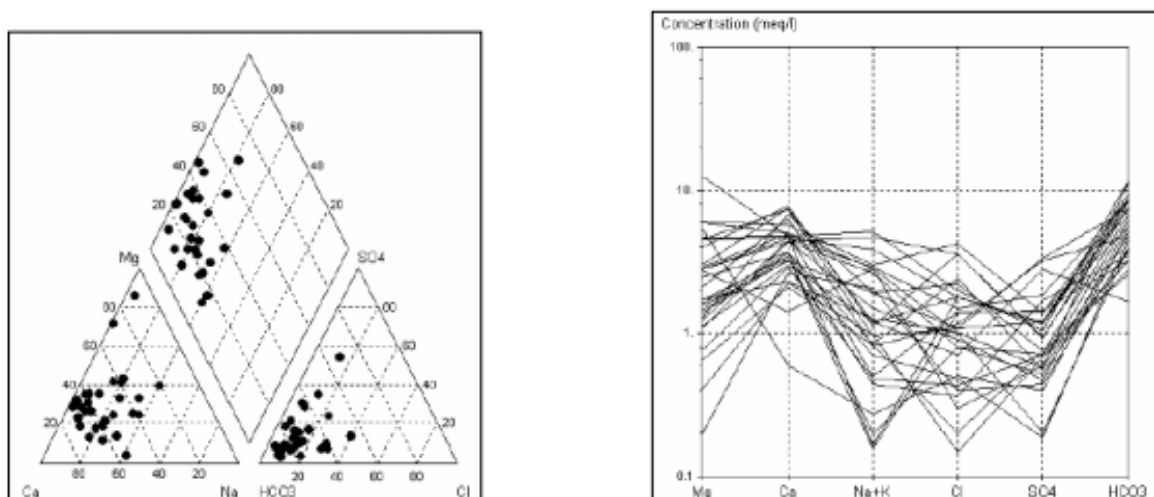 80 80
60 60
40 40
20 20
Mg SO4
80 80
60 60
40 40
20 20
80 60 40 20 20 40 60 80
Ca Na HCO3 Cl
Concentration (meq/l)
100.
10.
1.
0.1
Mg Ca Na+K Cl SO4 HCO3